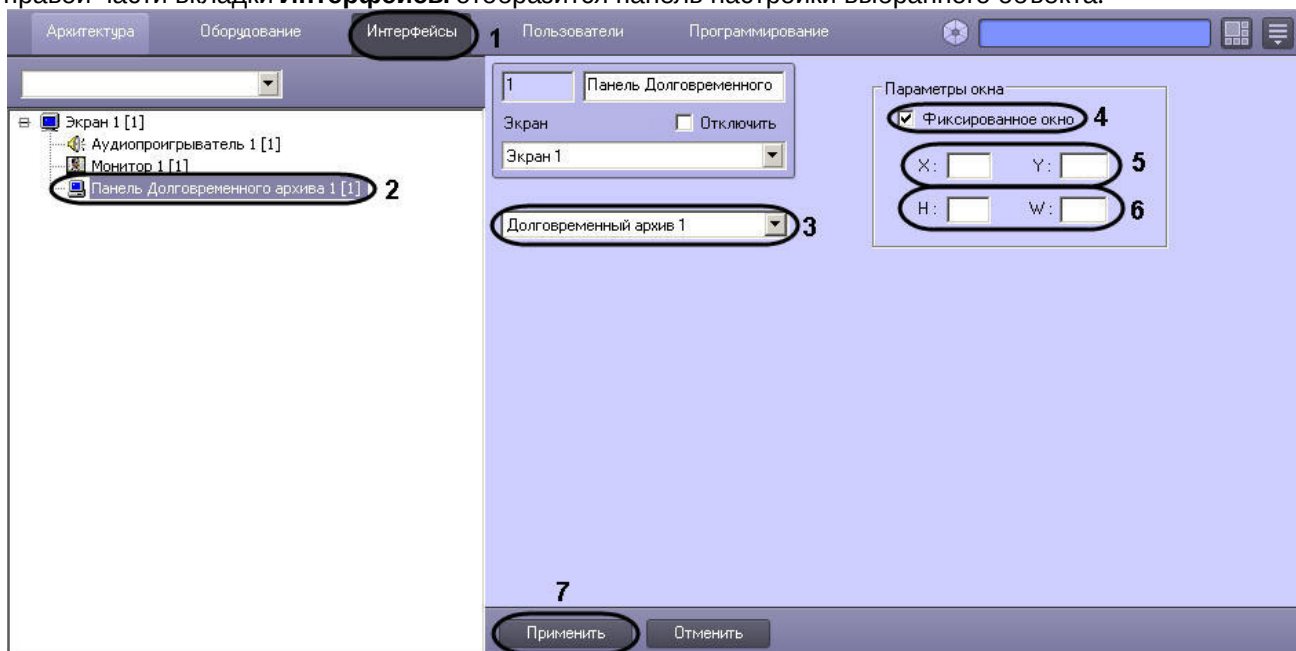 правой части вкладки Интерфейсы отобразится панель настройки выбранного объекта.
Архитектура Оборудование Интерфейсы 1 Пользователи Программирование
1 Панель Долговременного
Экран Отключить
Экран 1
Долговременный архив 1 3
Параметры окна
Фиксированное окно 4
X: Y: 5
H: W: 6
Экран 1 [1]
Аудиопроигрыватель 1 [1]
Монитор 1 [1]
Панель Долговременного архива 1 [1] 2
7
Применить Отменить